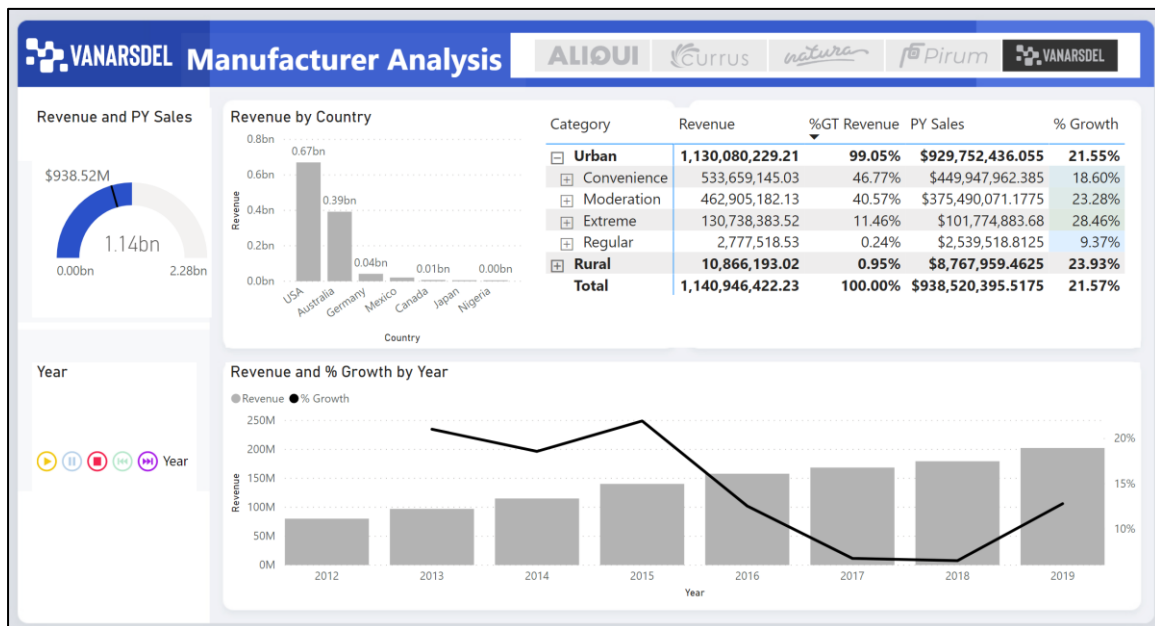 VANARSDEL Manufacturer Analysis
ALIQUI currus natura Pirum VANARSDEL
Revenue and PY Sales
$938.52M
1.14bn
0.00bn 2.28bn
Year
Year
Revenue by Country
Revenue
0.8bn
0.6bn
0.4bn
0.2bn
0.0bn
0.67bn
0.39bn
0.04bn
0.01bn
0.00bn
USA
Australia
Germany
Mexico
Canada
Japan
Nigeria
Country
Category Revenue %GT Revenue PY Sales % Growth
Urban 1,130,080,229.21 99.05% $929,752,436.055 21.55%
Convenience 533,659,145.03 46.77% $449,947,962.385 18.60%
Moderation 462,905,182.13 40.57% $375,490,071.1775 23.28%
Extreme 130,738,383.52 11.46% $101,774,883.68 28.46%
Regular 2,777,518.53 0.24% $2,539,518.8125 9.37%
Rural 10,866,193.02 0.95% $8,767,959.4625 23.93%
Total 1,140,946,422.23 100.00% $938,520,395.5175 21.57%
Revenue and % Growth by Year
Revenue % Growth
Revenue
250M
200M
150M
100M
50M
0M
20%
15%
10%
2012 2013 2014 2015 2016 2017 2018 2019
Year